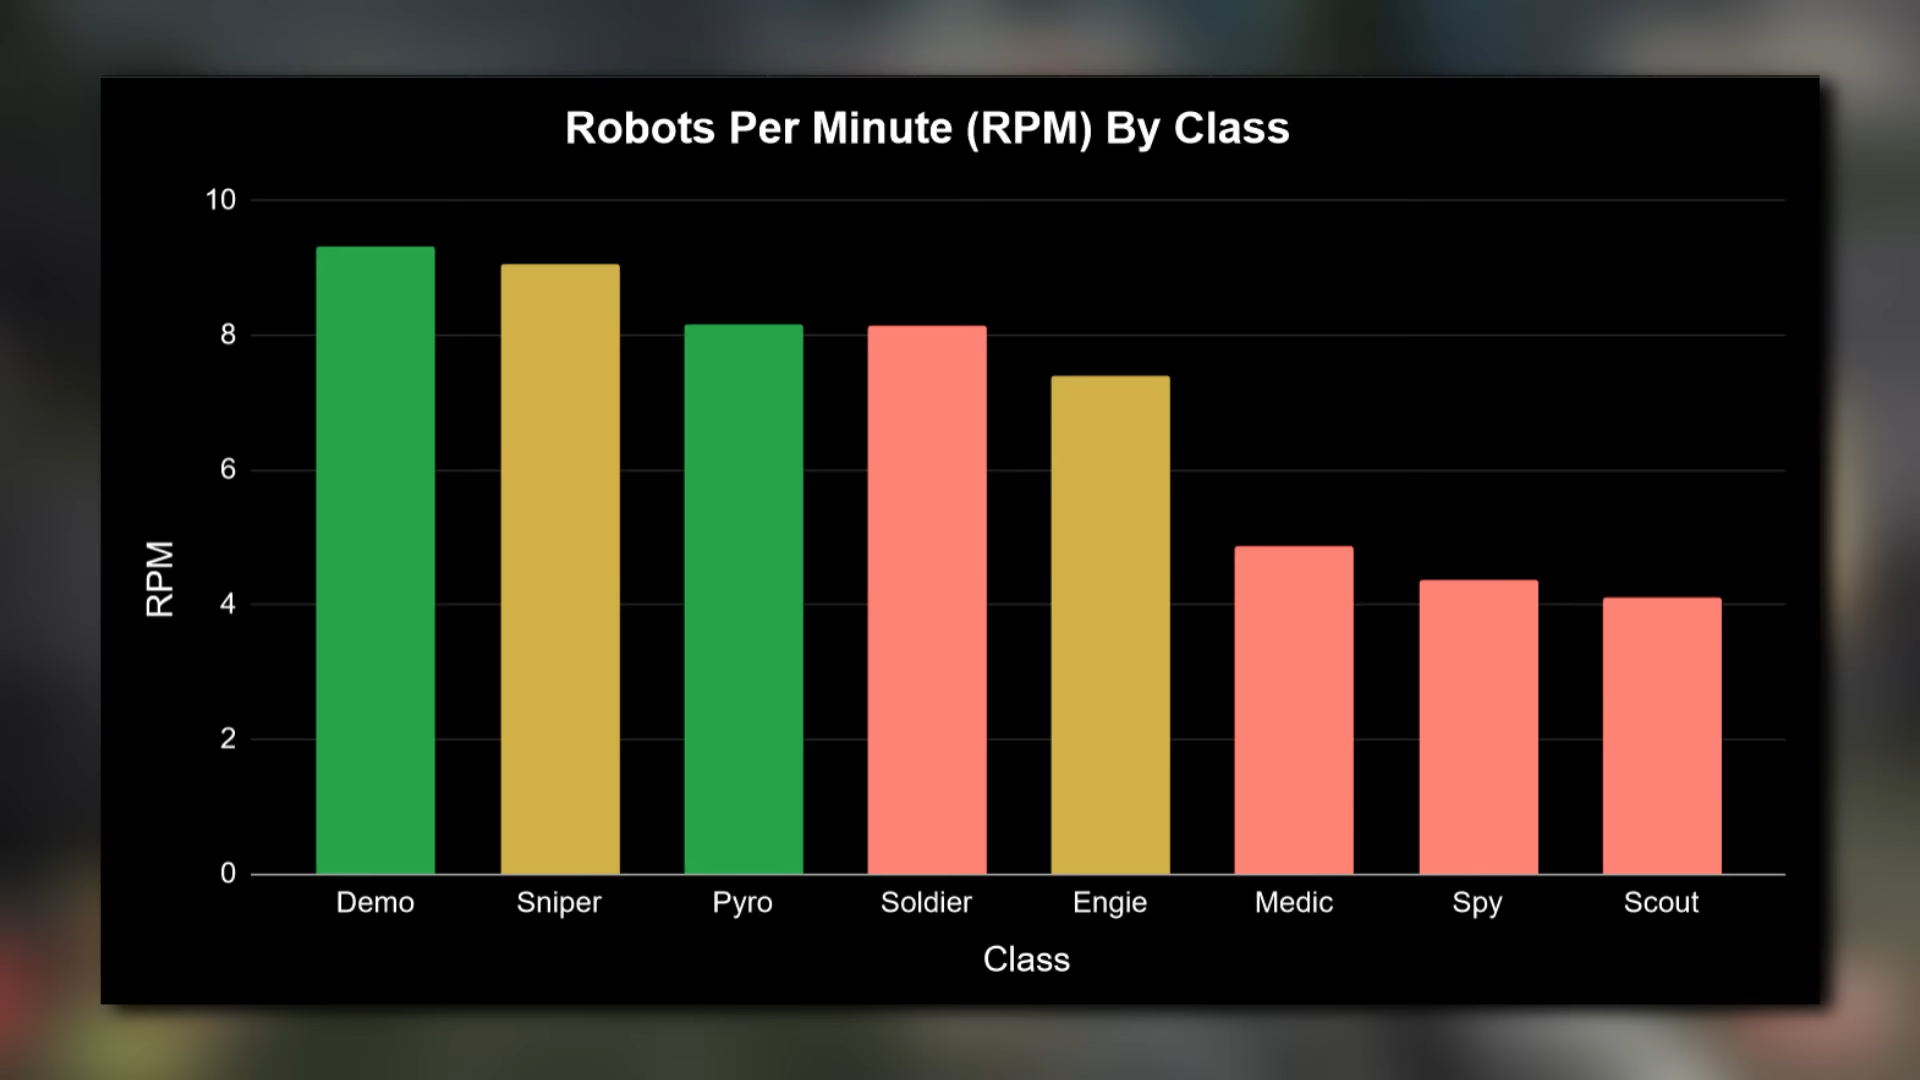 Robots Per Minute (RPM) By Class
10
8
6
4
2
0
RPM
Demo Sniper Pyro Soldier Engie Medic Spy Scout
Class